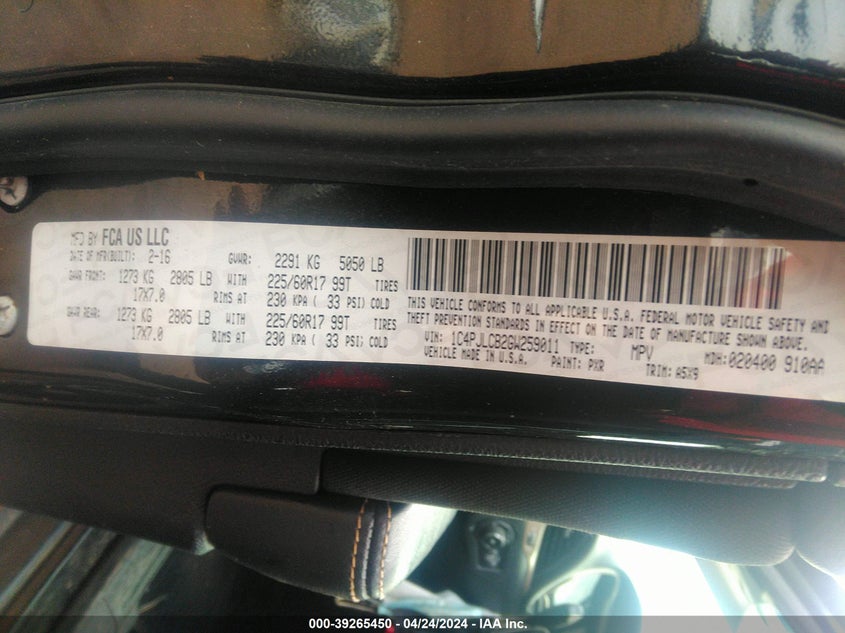 MFD BY FCA US LLC
DATE OF MFR(BUILT): 2-16 GVWR: 2291 KG 5050 LB
GAWR FRONT: 1273 KG 2805 LB WITH 225/60R17 99T TIRES
17X7.0 RIMS AT 230 KPA ( 33 PSI) COLD
GAWR REAR: 1273 KG 2805 LB WITH 225/60R17 99T TIRES
17X7.0 RIMS AT 230 KPA ( 33 PSI) COLD
THIS VEHICLE CONFORMS TO ALL APPLICABLE U.S.A. FEDERAL MOTOR VEHICLE SAFETY AND
THEFT PREVENTION STANDARDS IN EFFECT ON THE DATE OF MANUFACTURE SHOWN ABOVE.
VIN: 1C4PJLCB2GW259011 TYPE: MPV MDH: 020400 910AA
VEHICLE MADE IN U.S.A. PAINT: PXR TRIM: A5X9
000-39265450 - 04/24/2024 - IAA Inc.